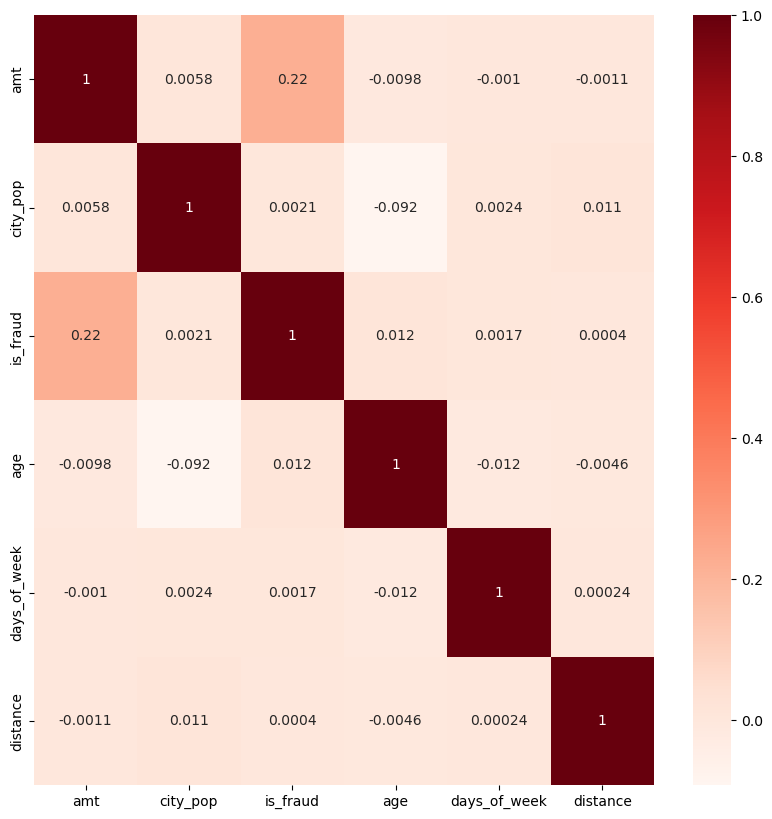 amt 1 0.0058 0.22 -0.0098 -0.001 -0.0011
city_pop 0.0058 1 0.0021 -0.092 0.0024 0.011
is_fraud 0.22 0.0021 1 0.012 0.0017 0.0004
age -0.0098 -0.092 0.012 1 -0.012 -0.0046
days_of_week -0.001 0.0024 0.0017 -0.012 1 0.00024
distance -0.0011 0.011 0.0004 -0.0046 0.00024 1
amt city_pop is_fraud age days_of_week distance
1.0
0.8
0.6
0.4
0.2
0.0